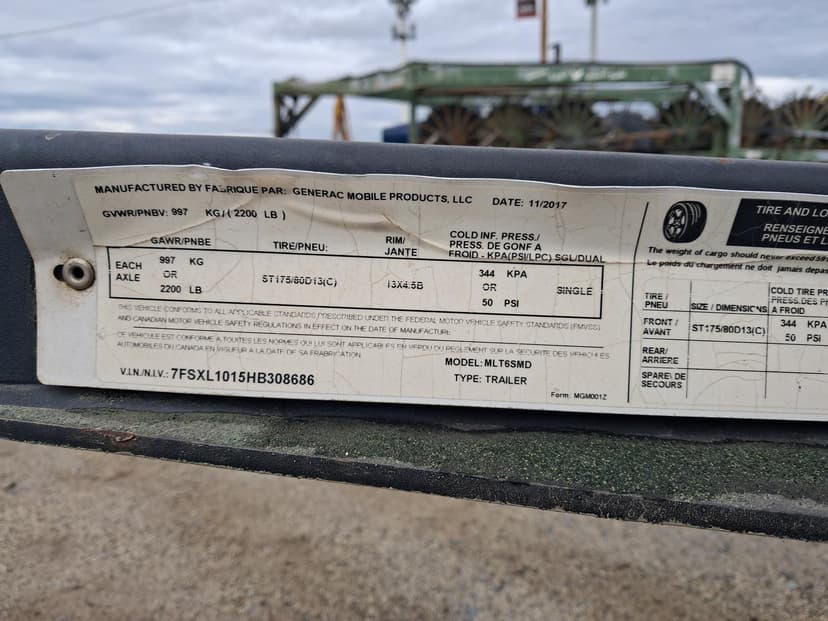 MANUFACTURED BY FABRIQUE PAR: GENERAC MOBILE PRODUCTS, LLC DATE: 11/2017
GVWR/PNBV: 997 KG/( 2200 LB )
GAWR/PNBE TIRE/PNEU: RIM/ JANTE COLD INF. PRESS./ PRESS. DE GONF A FROID - KPA(PSI/LPC) SGL/DUAL
EACH AXLE 997 KG OR 2200 LB ST175/80D13(C) 13X4.5B 344 KPA OR 50 PSI SINGLE
THIS VEHICLE CONFORMS TO ALL APPLICABLE STANDARDS PRESCRIBED UNDER THE FEDERAL MOTOR VEHICLE SAFETY STANDARDS (FMVSS)
AND CANADIAN MOTOR VEHICLE SAFETY REGULATIONS IN EFFECT ON THE DATE OF MANUFACTURE
CE VEHICULE EST CONFORME A TOUTES LES NORMES QUI SONT APPLICABLES EN VERDU DU REGLEMENT SUR LA SECURITE DES VEHICULES
AUTOMOBILES DU CANADA EN VIGUEUR A LA DATE DE SA FRABRICATION
V.I.N./N.I.V.: 7FSXL1015HB308686
MODEL: MLT6SMD
TYPE: TRAILER
Form: MGM001Z
TIRE AND LO
RENSEIGNE
PNEUS ET L
The weight of cargo should never exceed 59
Le poids du chargement ne doit jamais depas
TIRE / PNEU SIZE / DIMENSIONS COLD TIRE PR PRESS.DES P A FROID
FRONT / AVANT ST175/80D13(C) 344 KPA 50 PSI
REAR/ ARRIERE
SPARE/ DE SECOURS